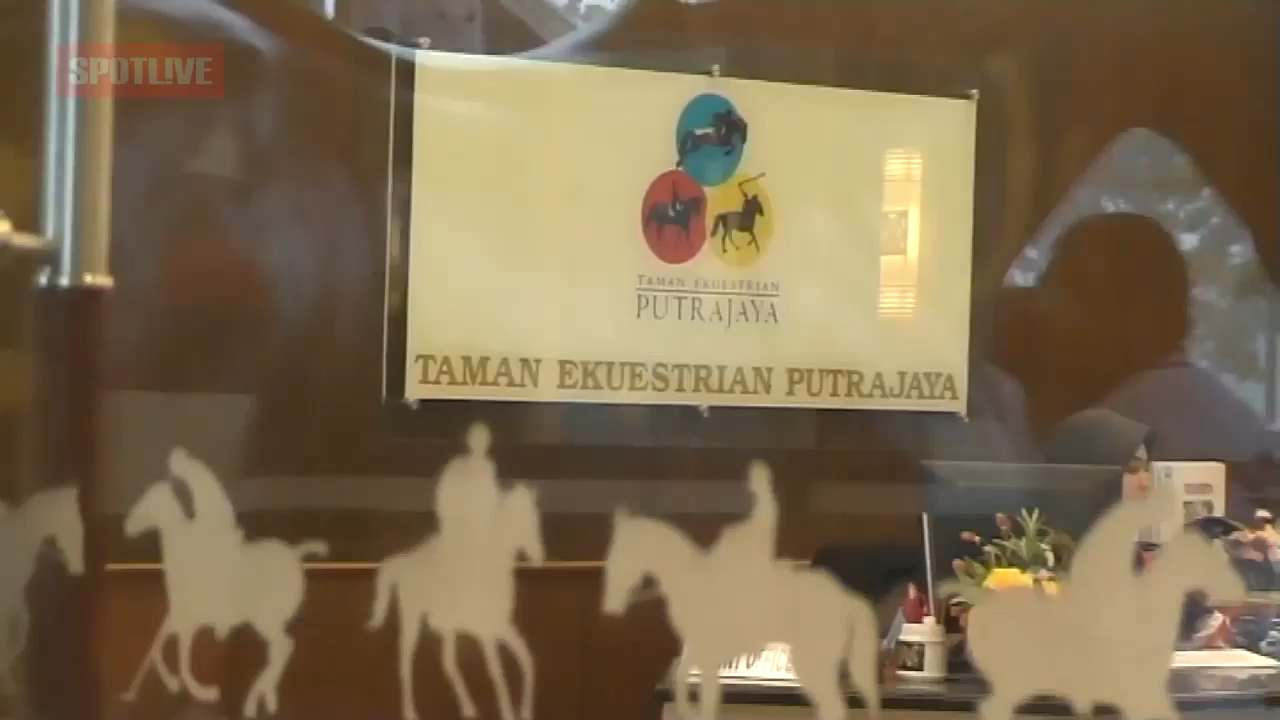 SPOTLIVE
TAMAN EKUESTRIAN
PUTRAJAYA
TAMAN EKUESTRIAN PUTRAJAYA